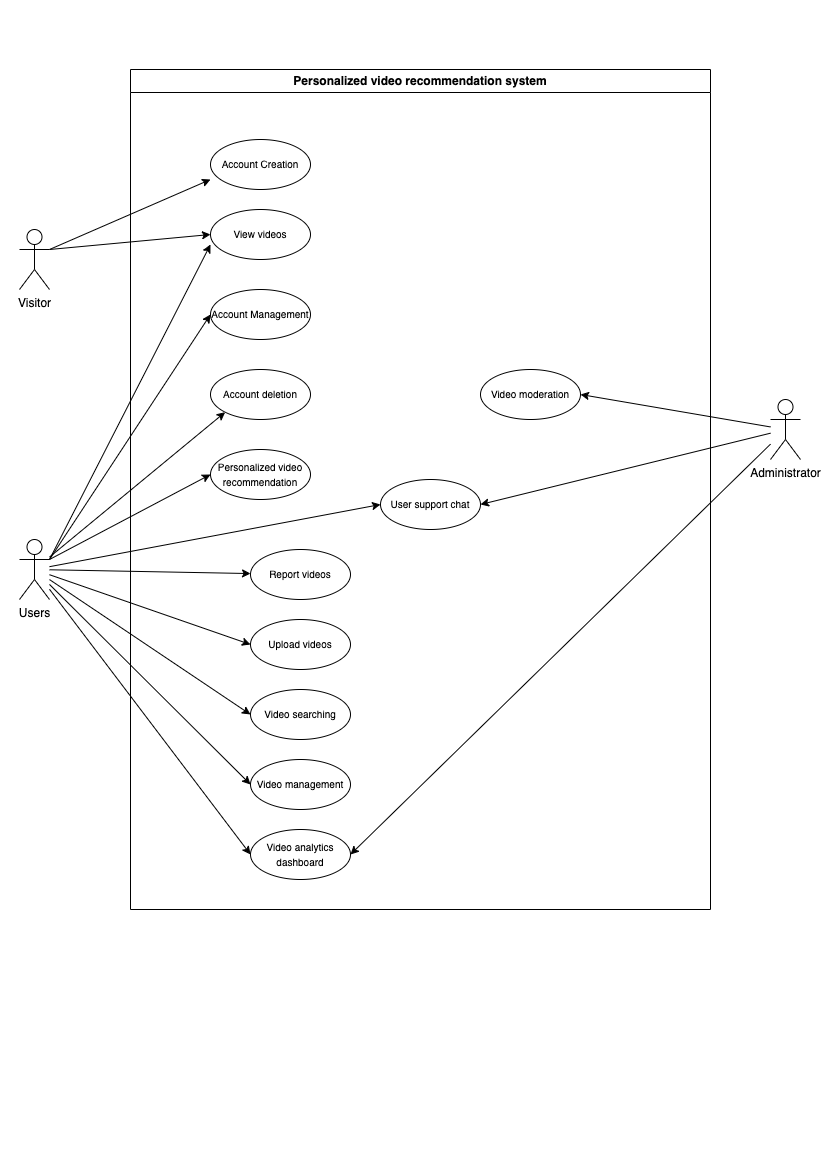 Personalized video recommendation system
Account Creation
View videos
Visitor
Account Management
Account deletion
Video moderation
Personalized video
recommendation
Administrator
User support chat
Report videos
Users
Upload videos
Video searching
Video management
Video analytics
dashboard